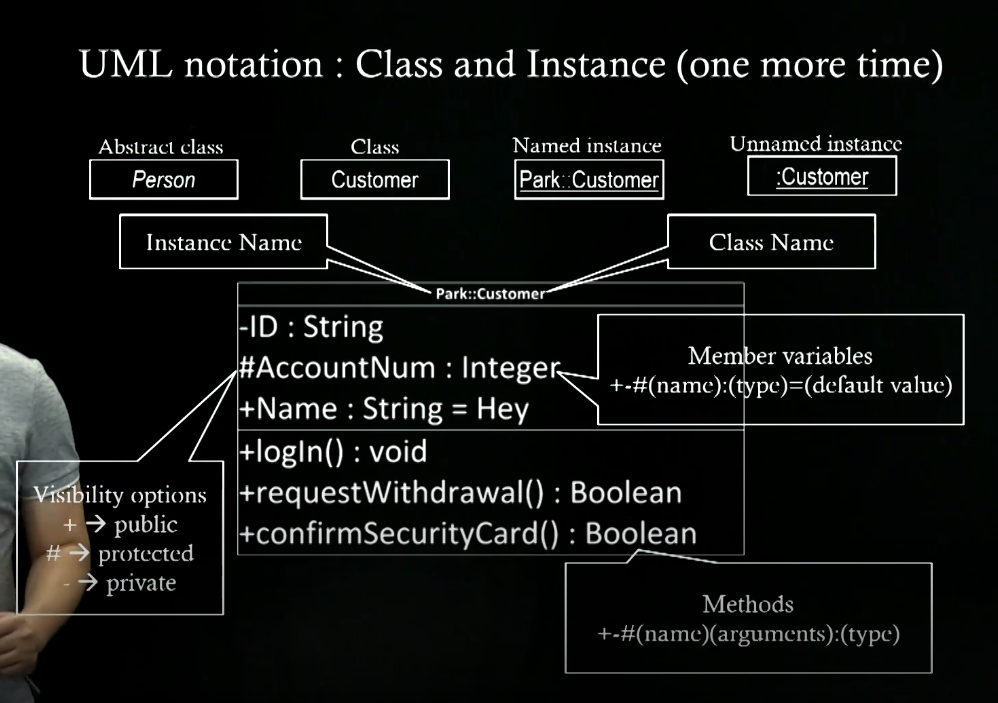 UML notation : Class and Instance (one more time)
Abstract class
Person
Class
Customer
Named instance
Park::Customer
Unnamed instance
:Customer
Instance Name
Class Name
Park::Customer
-ID : String
#AccountNum : Integer
+Name : String = Hey
Member variables
+-#(name):(type)=(default value)
+logIn() : void
+requestWithdrawal() : Boolean
+confirmSecurityCard() : Boolean
Visibility options
+ → public
# → protected
- → private
Methods
+-#(name)(arguments):(type)